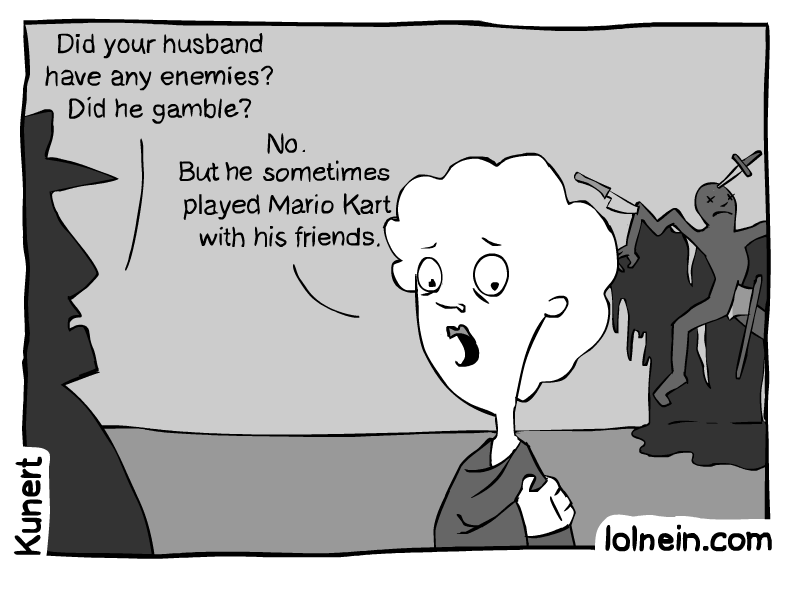 Did your husband
have any enemies?
Did he gamble?
No.
But he sometimes
played Mario Kart
with his friends.
Kunert
lolnein.com